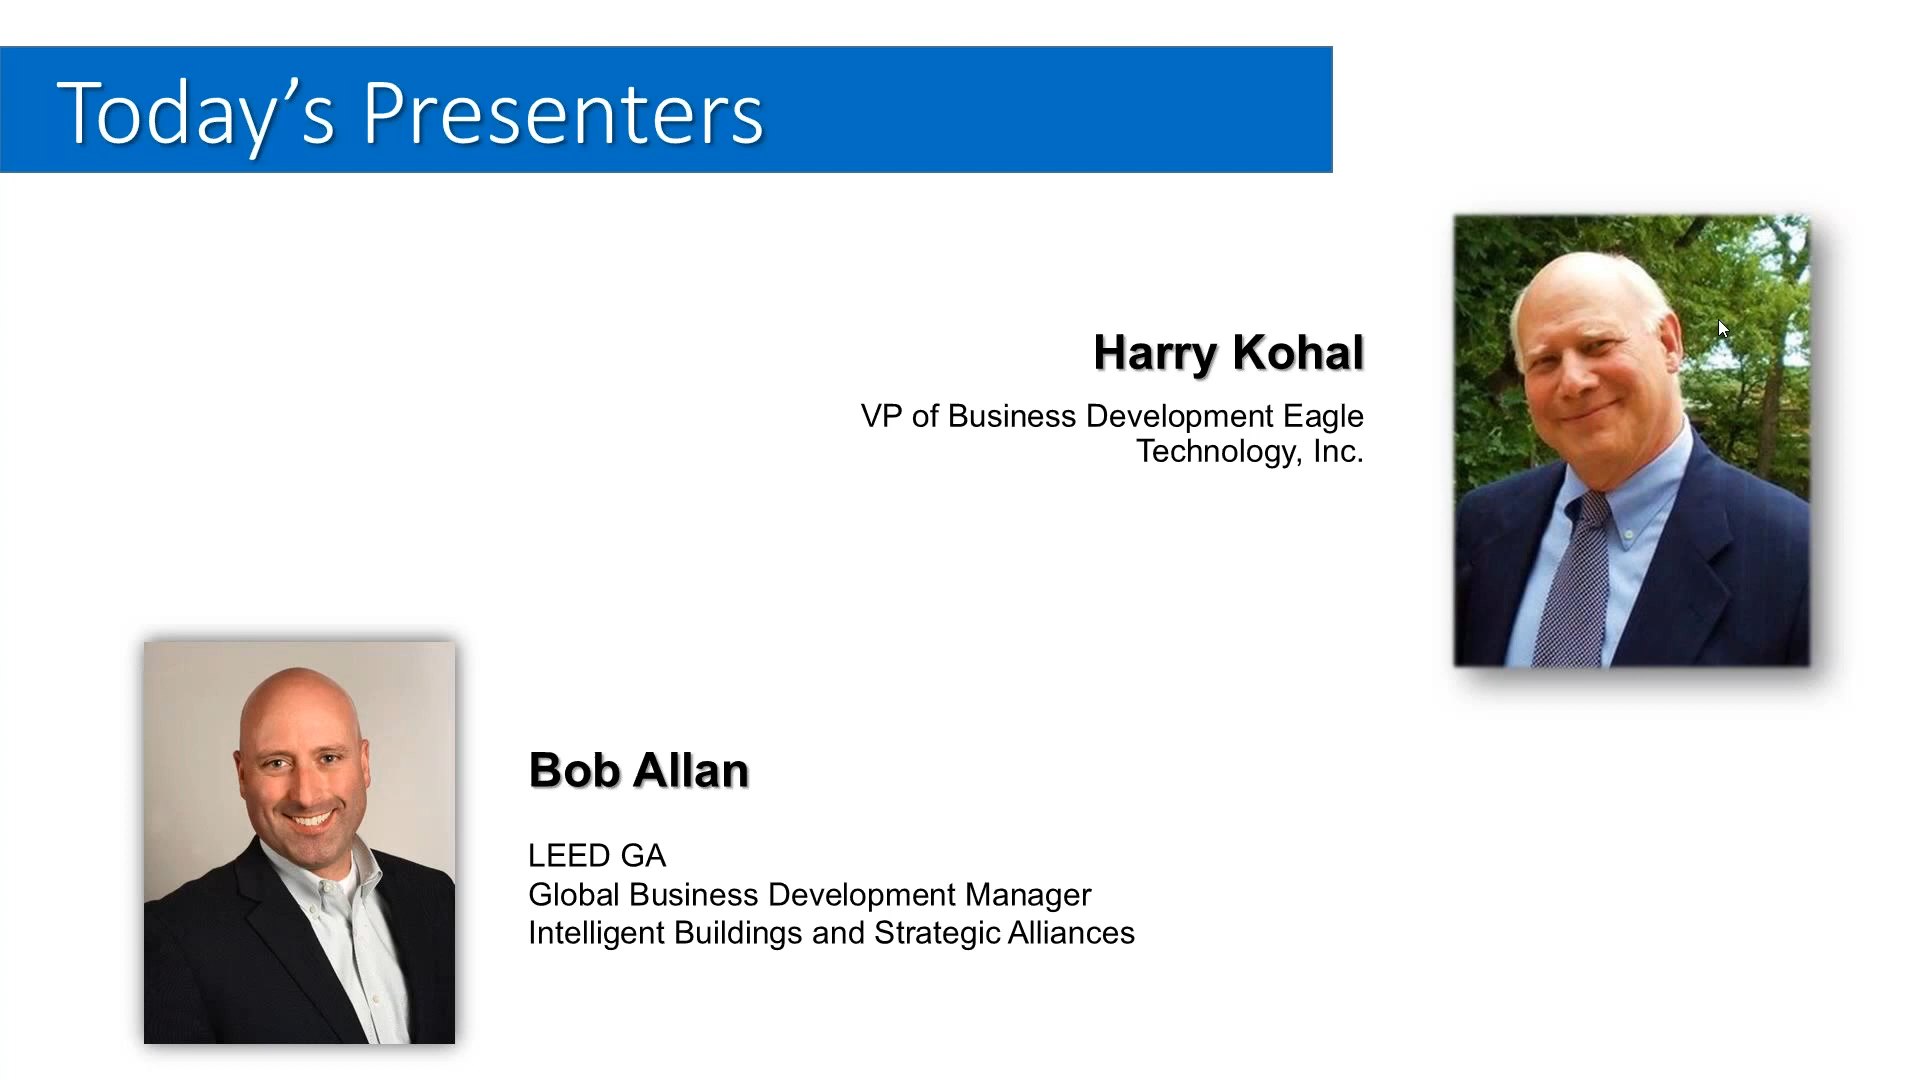 Today’s Presenters
Harry Kohal
VP of Business Development Eagle
Technology, Inc.
Bob Allan
LEED GA
Global Business Development Manager
Intelligent Buildings and Strategic Alliances